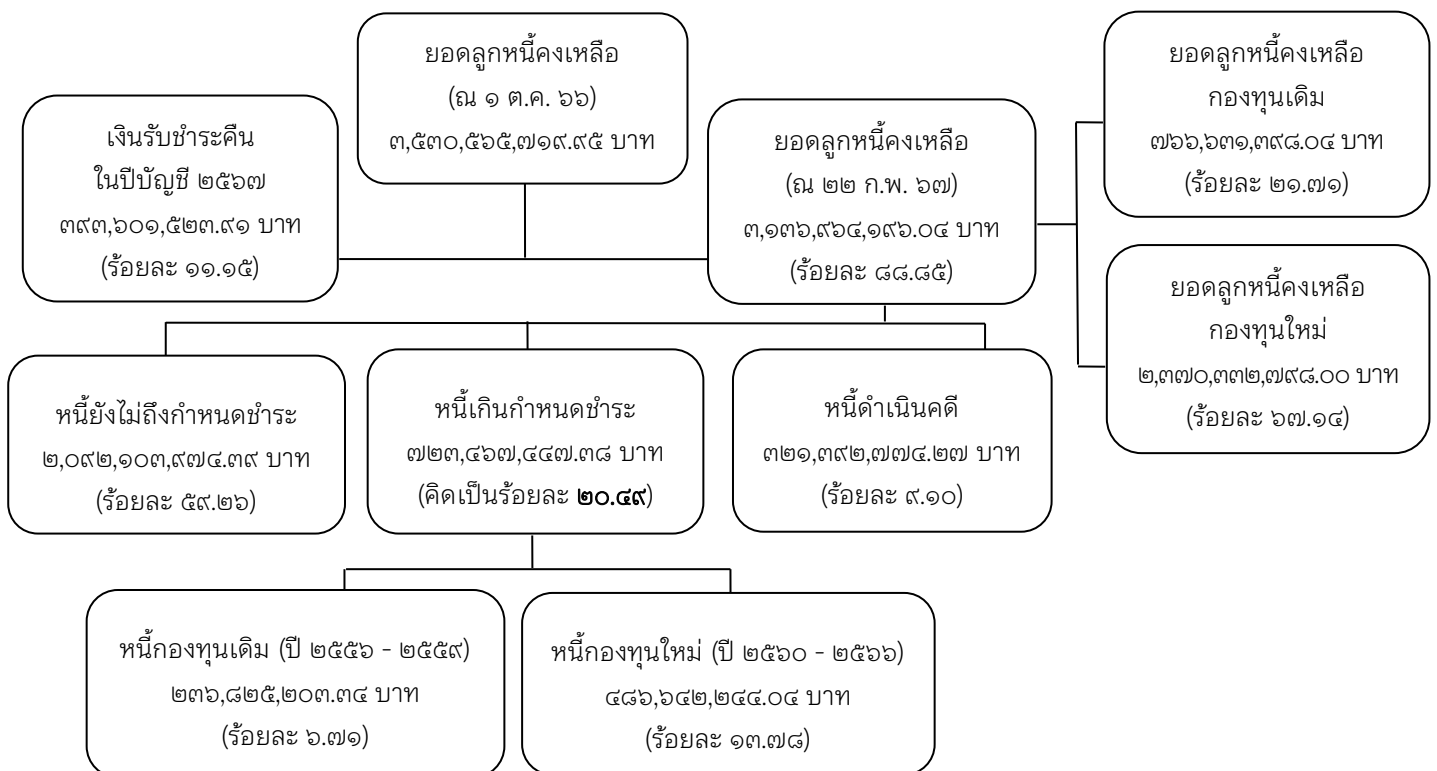 ยอดลูกหนี้คงเหลือ
(ณ ๑ ต.ค. ๖๖)
๓,๕๓๐,๕๖๕,๗๑๙.๙๕ บาท
เงินรับชำระคืน
ในปีบัญชี ๒๕๖๗
๓๙๓,๖๐๑,๕๒๓.๙๑ บาท
(ร้อยละ ๑๑.๑๕)
ยอดลูกหนี้คงเหลือ
(ณ ๒๒ ก.พ. ๖๗)
๓,๑๓๖,๙๖๔,๑๙๖.๐๔ บาท
(ร้อยละ ๘๘.๘๕)
ยอดลูกหนี้คงเหลือ
กองทุนเดิม
๗๖๖,๖๓๑,๓๙๘.๐๔ บาท
(ร้อยละ ๒๑.๗๑)
ยอดลูกหนี้คงเหลือ
กองทุนใหม่
๒,๓๗๐,๓๓๒,๗๙๘.๐๐ บาท
(ร้อยละ ๖๗.๑๔)
หนี้ยังไม่ถึงกำหนดชำระ
๒,๐๙๒,๑๐๓,๙๗๔.๓๙ บาท
(ร้อยละ ๕๙.๒๖)
หนี้เกินกำหนดชำระ
๗๒๓,๔๖๗,๔๔๗.๓๘ บาท
(คิดเป็นร้อยละ ๒๐.๔๙)
หนี้ดำเนินคดี
๓๒๑,๓๙๒,๗๗๔.๒๗ บาท
(ร้อยละ ๙.๑๐)
หนี้กองทุนเดิม (ปี ๒๕๕๖ - ๒๕๕๙)
๒๓๖,๘๒๕,๒๐๓.๓๔ บาท
(ร้อยละ ๖.๗๑)
หนี้กองทุนใหม่ (ปี ๒๕๖๐ - ๒๕๖๖)
๔๘๖,๖๔๒,๒๔๔.๐๔ บาท
(ร้อยละ ๑๓.๗๘)